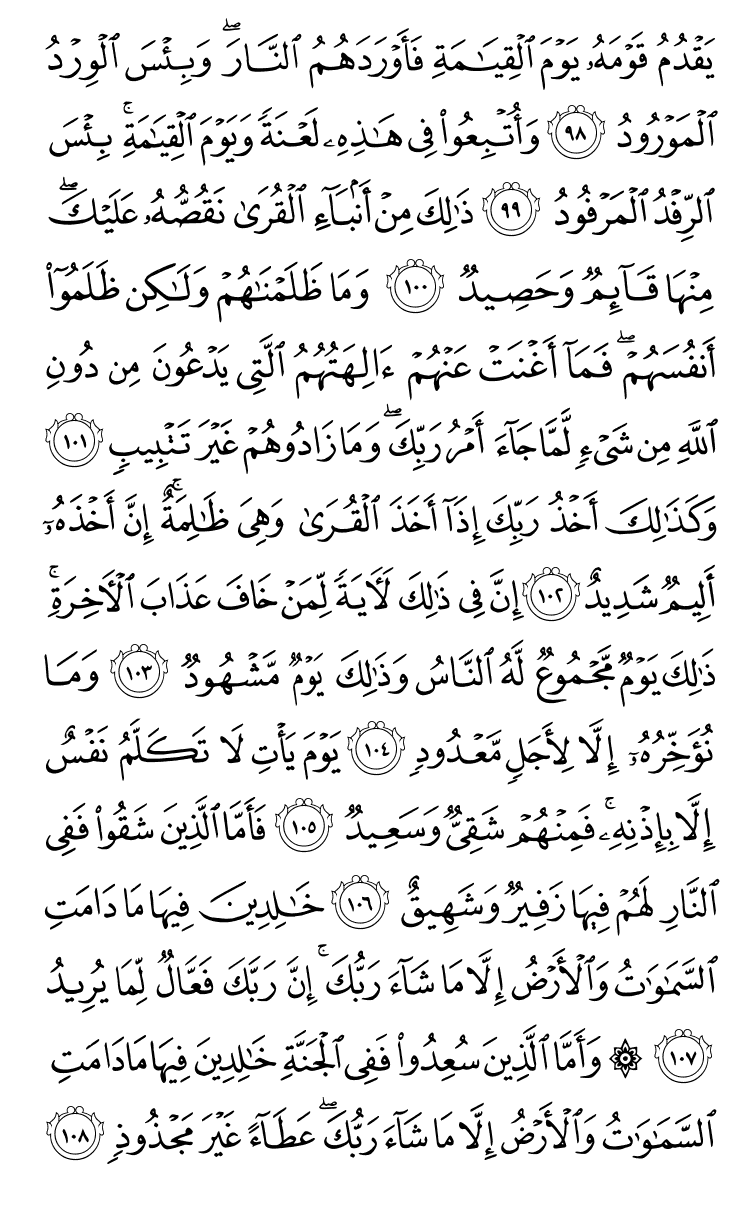 يَقْدُمُ قَوْمَهُۥ يَوْمَ ٱلْقِيَـٰمَةِ فَأَوْرَدَهُمُ ٱلنَّارَ ۖ وَبِئْسَ ٱلْوِرْدُ
ٱلْمَوْرُودُ ٩٨ وَأُتْبِعُوا۟ فِى هَـٰذِهِۦ لَعْنَةً وَيَوْمَ ٱلْقِيَـٰمَةِ ۚ بِئْسَ
ٱلرِّفْدُ ٱلْمَرْفُودُ ٩٩ ذَٰلِكَ مِنْ أَنۢبَآءِ ٱلْقُرَىٰ نَقُصُّهُۥ عَلَيْكَ ۖ
مِنْهَا قَآئِمٌ وَحَصِيدٌ ١٠٠ وَمَا ظَلَمْنَـٰهُمْ وَلَـٰكِن ظَلَمُوٓا۟
أَنفُسَهُمْ ۖ فَمَآ أَغْنَتْ عَنْهُمْ ءَالِهَتُهُمُ ٱلَّتِى يَدْعُونَ مِن دُونِ
ٱللَّهِ مِن شَىْءٍ لَّمَّا جَآءَ أَمْرُ رَبِّكَ ۖ وَمَا زَادُوهُمْ غَيْرَ تَتْبِيبٍ ١٠١
وَكَذَٰلِكَ أَخْذُ رَبِّكَ إِذَآ أَخَذَ ٱلْقُرَىٰ وَهِىَ ظَـٰلِمَةٌ ۚ إِنَّ أَخْذَهُۥٓ
أَلِيمٌ شَدِيدٌ ١٠٢ إِنَّ فِى ذَٰلِكَ لَـَٔايَةً لِّمَنْ خَافَ عَذَابَ ٱلْـَٔاخِرَةِ ۚ
ذَٰلِكَ يَوْمٌ مَّجْمُوعٌ لَّهُ ٱلنَّاسُ وَذَٰلِكَ يَوْمٌ مَّشْهُودٌ ١٠٣ وَمَا
نُؤَخِّرُهُۥٓ إِلَّا لِأَجَلٍ مَّعْدُودٍ ١٠٤ يَوْمَ يَأْتِ لَا تَكَلَّمُ نَفْسٌ
إِلَّا بِإِذْنِهِۦ ۚ فَمِنْهُمْ شَقِىٌّ وَسَعِيدٌ ١٠٥ فَأَمَّا ٱلَّذِينَ شَقُوا۟ فَفِى
ٱلنَّارِ لَهُمْ فِيهَا زَفِيرٌ وَشَهِيقٌ ١٠٦ خَـٰلِدِينَ فِيهَا مَا دَامَتِ
ٱلسَّمَـٰوَٰتُ وَٱلْأَرْضُ إِلَّا مَا شَآءَ رَبُّكَ ۚ إِنَّ رَبَّكَ فَعَّالٌ لِّمَا يُرِيدُ
١٠٧ ۞ وَأَمَّا ٱلَّذِينَ سُعِدُوا۟ فَفِى ٱلْجَنَّةِ خَـٰلِدِينَ فِيهَا مَا دَامَتِ
ٱلسَّمَـٰوَٰتُ وَٱلْأَرْضُ إِلَّا مَا شَآءَ رَبُّكَ ۖ عَطَآءً غَيْرَ مَجْذُوذٍ ١٠٨